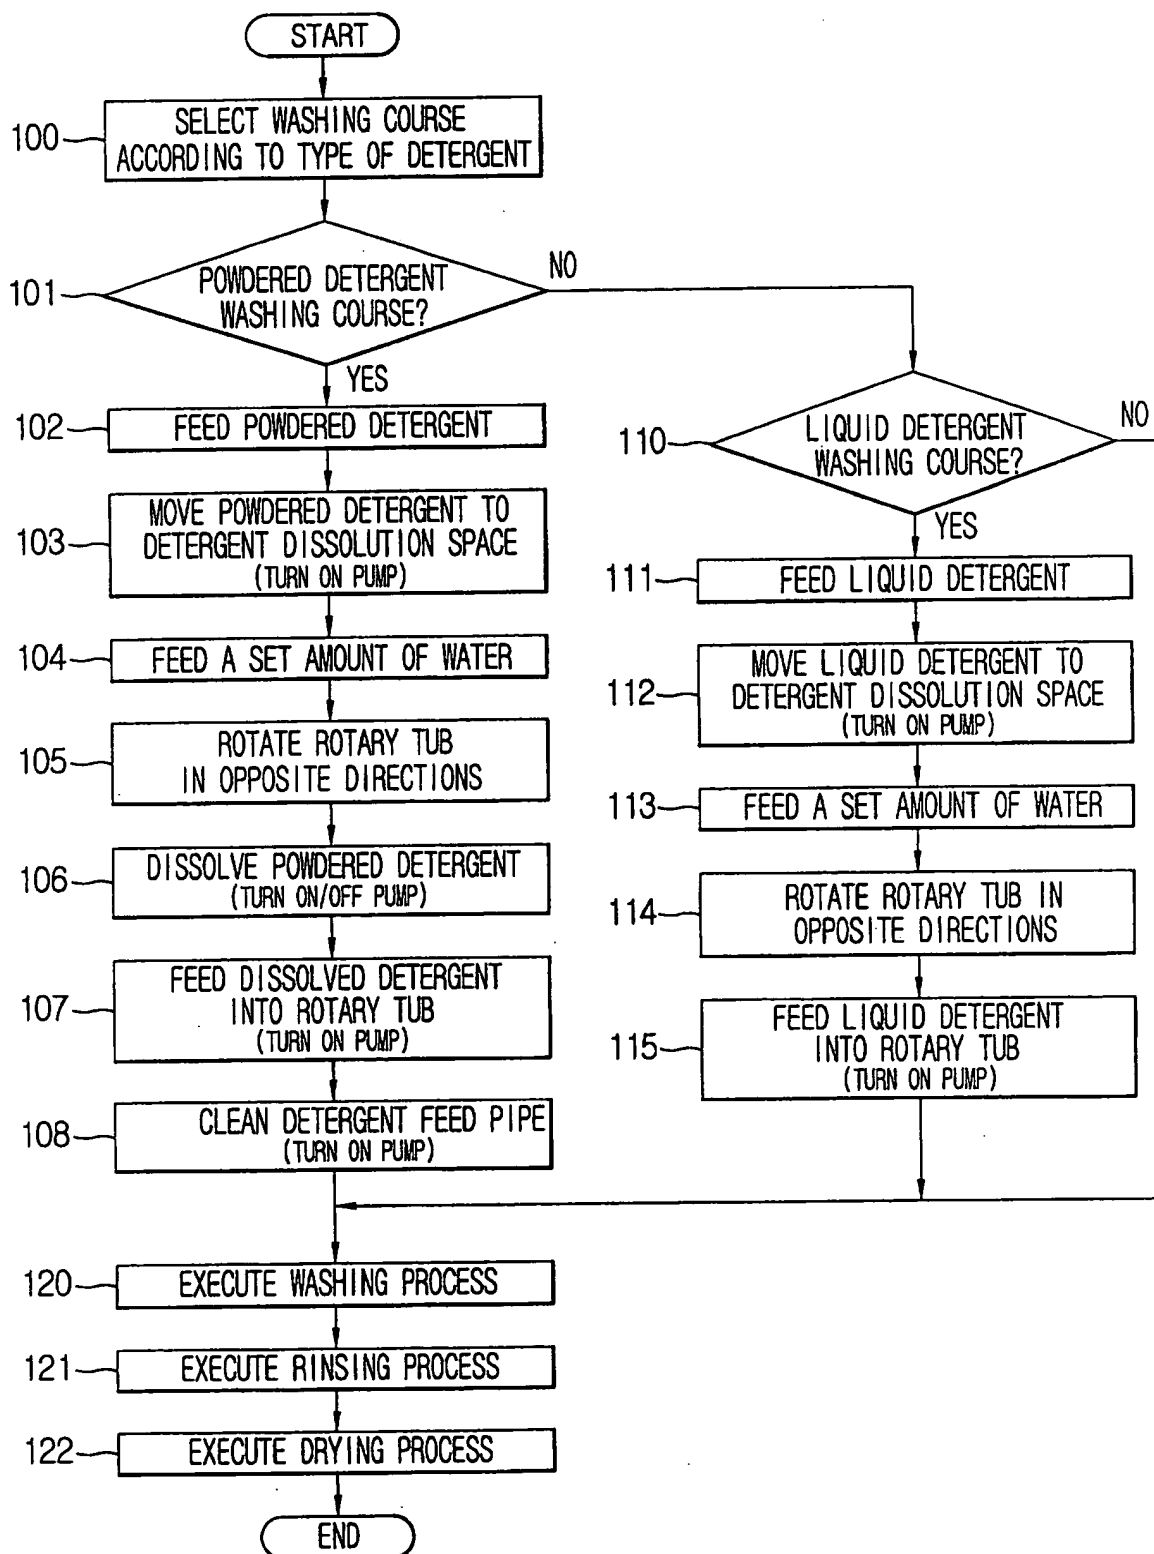 START
100
SELECT WASHING COURSE
ACCORDING TO TYPE OF DETERGENT
101
POWDERED DETERGENT
WASHING COURSE?
NO
YES
102
FEED POWDERED DETERGENT
103
MOVE POWDERED DETERGENT TO
DETERGENT DISSOLUTION SPACE
(TURN ON PUMP)
104
FEED A SET AMOUNT OF WATER
105
ROTATE ROTARY TUB
IN OPPOSITE DIRECTIONS
106
DISSOLVE POWDERED DETERGENT
(TURN ON/OFF PUMP)
107
FEED DISSOLVED DETERGENT
INTO ROTARY TUB
(TURN ON PUMP)
108
CLEAN DETERGENT FEED PIPE
(TURN ON PUMP)
110
LIQUID DETERGENT
WASHING COURSE?
NO
YES
111
FEED LIQUID DETERGENT
112
MOVE LIQUID DETERGENT TO
DETERGENT DISSOLUTION SPACE
(TURN ON PUMP)
113
FEED A SET AMOUNT OF WATER
114
ROTATE ROTARY TUB IN
OPPOSITE DIRECTIONS
115
FEED LIQUID DETERGENT
INTO ROTARY TUB
(TURN ON PUMP)
120
EXECUTE WASHING PROCESS
121
EXECUTE RINSING PROCESS
122
EXECUTE DRYING PROCESS
END